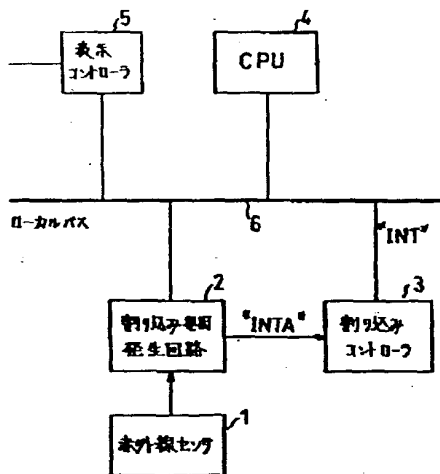 5
表示
コントローラ
4
CPU
ローカルバス
6
"INT"
2
割り込み要因
発生回路
"INTA"
3
割り込み
コントローラ
赤外線センサ
1